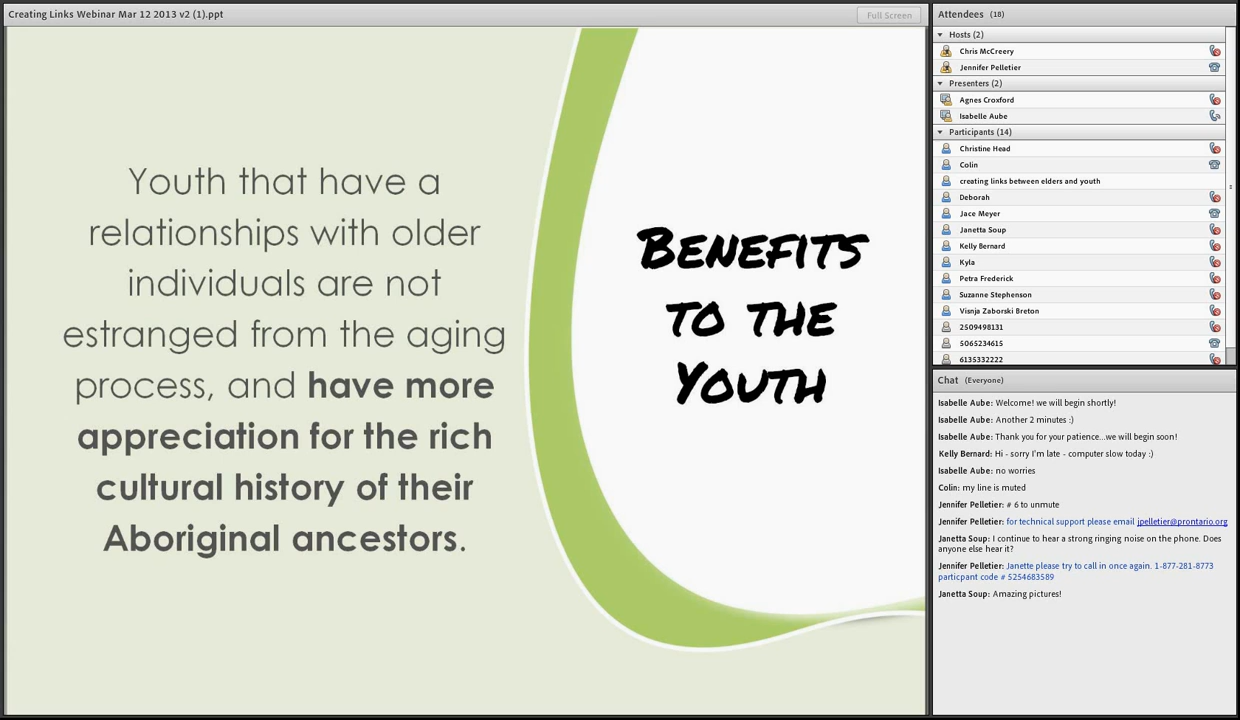 Creating Links Webinar Mar 12 2013 v2 (1).ppt
Full Screen
Youth that have a
relationships with older
individuals are not
estranged from the aging
process, and have more
appreciation for the rich
cultural history of their
Aboriginal ancestors.
Benefits
to the
Youth
Attendees (18)
Hosts (2)
Chris McCreery
Jennifer Pelletier
Presenters (2)
Agnes Croxford
Isabelle Aube
Participants (14)
Christine Head
Colin
creating links between elders and youth
Deborah
Jace Meyer
Janetta Soup
Kelly Bernard
Kyla
Petra Frederick
Suzanne Stephenson
Visnja Zaborski Breton
2509498131
5065234615
6135332222
Chat (Everyone)
Isabelle Aube: Welcome! we will begin shortly!
Isabelle Aube: Another 2 minutes :)
Isabelle Aube: Thank you for your patience...we will begin soon!
Kelly Bernard: Hi - sorry I'm late - computer slow today :)
Isabelle Aube: no worries
Colin: my line is muted
Jennifer Pelletier: # 6 to unmute
Jennifer Pelletier: for technical support please email jpelletier@prontario.org
Janetta Soup: I continue to hear a strong ringing noise on the phone. Does
anyone else hear it?
Jennifer Pelletier: Janette please try to call in once again. 1-877-281-8773
particpant code # 5254683589
Janetta Soup: Amazing pictures!